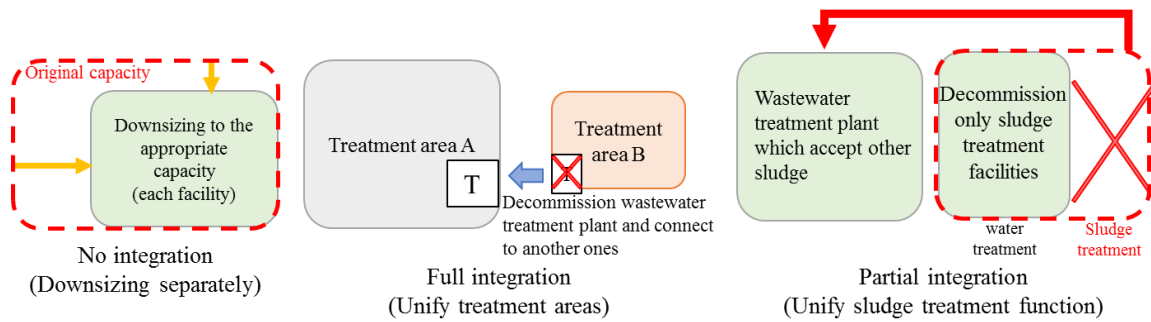 Original capacity
Downsizing to the
appropriate
capacity
(each facility)
No integration
(Downsizing separately)
Treatment area A
T
Treatment
area B
T
Decommission wastewater
treatment plant and connect
to another ones
Full integration
(Unify treatment areas)
Wastewater
treatment plant
which accept other
sludge
Decommission
only sludge
treatment
facilities
water
treatment
Sludge
treatment
Partial integration
(Unify sludge treatment function)